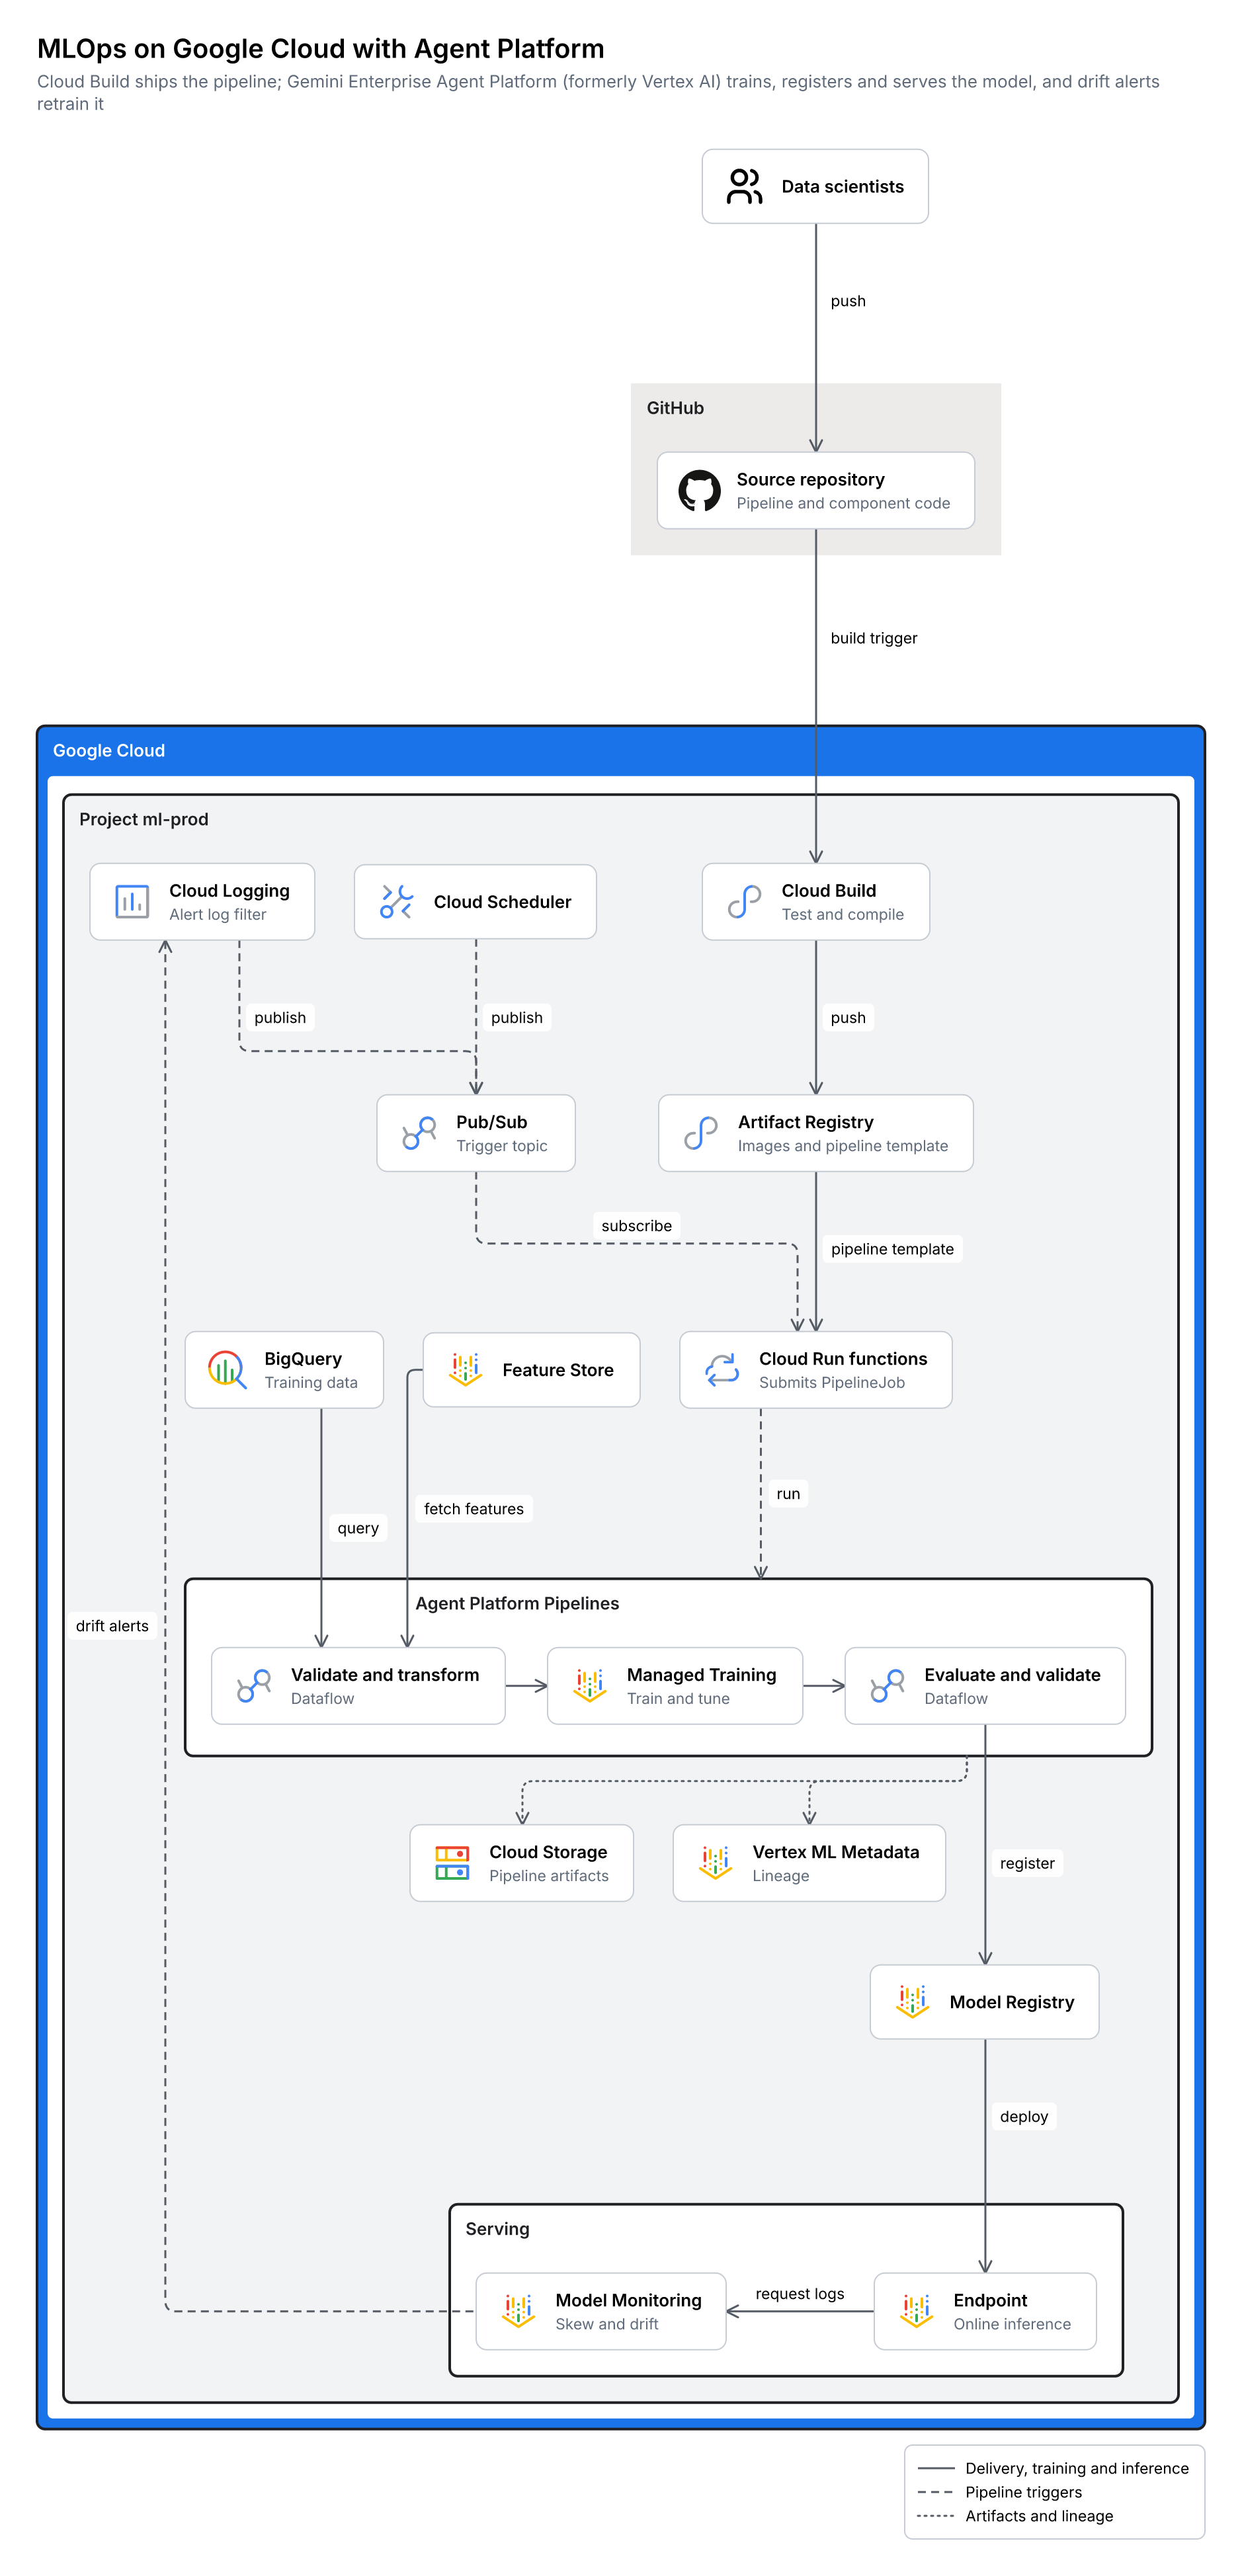 MLOps on Google Cloud with Agent Platform
Cloud Build ships the pipeline; Gemini Enterprise Agent Platform (formerly Vertex AI) trains, registers and serves the model, and drift alerts
retrain it
Data scientists
push
GitHub
Source repository
Pipeline and component code
build trigger
Google Cloud
Project ml-prod
Cloud Logging
Alert log filter
Cloud Scheduler
Cloud Build
Test and compile
publish
publish
push
Pub/Sub
Trigger topic
Artifact Registry
Images and pipeline template
subscribe
pipeline template
BigQuery
Training data
Feature Store
Cloud Run functions
Submits PipelineJob
run
fetch features
query
drift alerts
Agent Platform Pipelines
Validate and transform
Dataflow
Managed Training
Train and tune
Evaluate and validate
Dataflow
Cloud Storage
Pipeline artifacts
Vertex ML Metadata
Lineage
register
Model Registry
deploy
Serving
Model Monitoring
Skew and drift
request logs
Endpoint
Online inference
Delivery, training and inference
Pipeline triggers
Artifacts and lineage